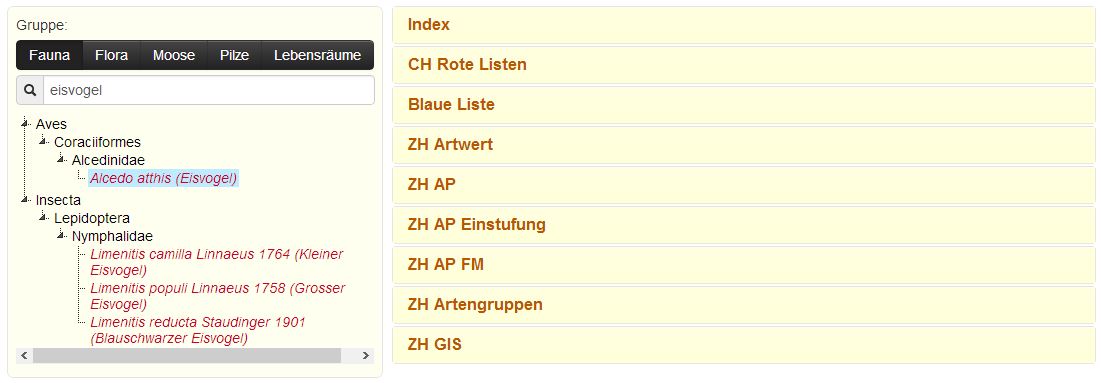 Gruppe:
Fauna Flora Moose Pilze Lebensräume
eisvogel
Aves
Coraciiformes
Alcedinidae
Alcedo atthis (Eisvogel)
Insecta
Lepidoptera
Nymphalidae
Limenitis camilla Linnaeus 1764 (Kleiner
Eisvogel)
Limenitis populi Linnaeus 1758 (Grosser
Eisvogel)
Limenitis reducta Staudinger 1901
(Blauschwarzer Eisvogel)
Index
CH Rote Listen
Blaue Liste
ZH Artwert
ZH AP
ZH AP Einstufung
ZH AP FM
ZH Artengruppen
ZH GIS